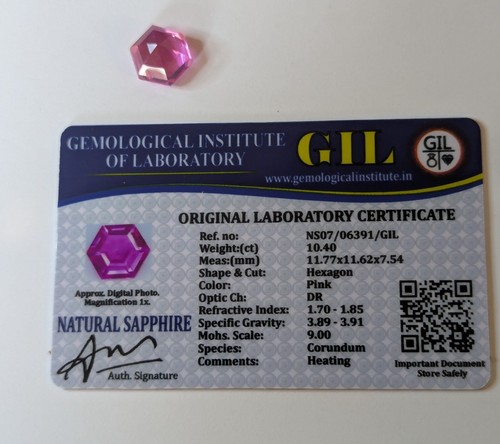 GEMOLOGICAL INSTITUTE
OF LABORATORY
GIL
GIL
www.gemologicalinstitute.in
ORIGINAL LABORATORY CERTIFICATE
Ref. no: NS07/06391/GIL
Weight:(ct) 10.40
Meas:(mm) 11.77x11.62x7.54
Shape & Cut: Hexagon
Color: Pink
Optic Ch: DR
Refractive Index: 1.70 - 1.85
Specific Gravity: 3.89 - 3.91
Mohs. Scale: 9.00
Species: Corundum
Comments: Heating
Approx. Digital Photo.
Magnification 1x.
NATURAL SAPPHIRE
Auth. Signature
Important Document
Store Safely